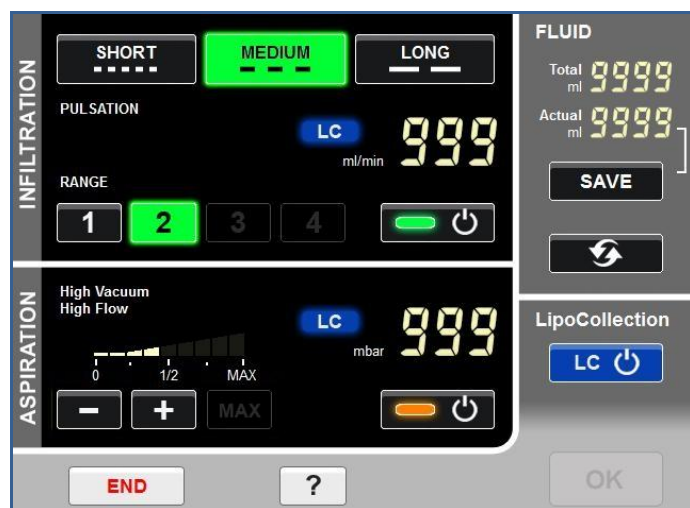 INFILTRATION
SHORT
MEDIUM
LONG
PULSATION
LC
ml/min
999
RANGE
1
2
3
4
ASPIRATION
High Vacuum
High Flow
LC
mbar
999
0
1/2
MAX
-
+
MAX
END
?
FLUID
Total
ml
9999
Actual
ml
9999
SAVE
LipoCollection
LC
OK